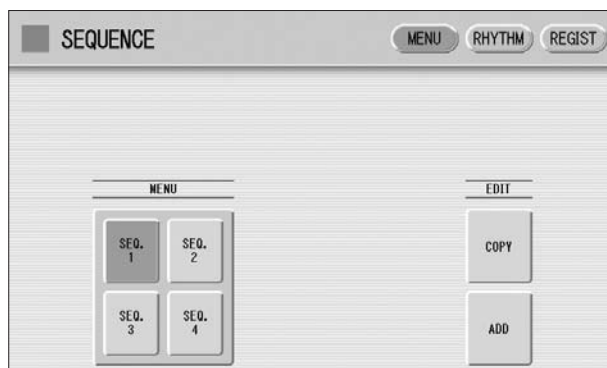 SEQUENCE
MENU RHYTHM REGIST
MENU
EDIT
SEQ.
1
SEQ.
2
COPY
SEQ.
3
SEQ.
4
ADD